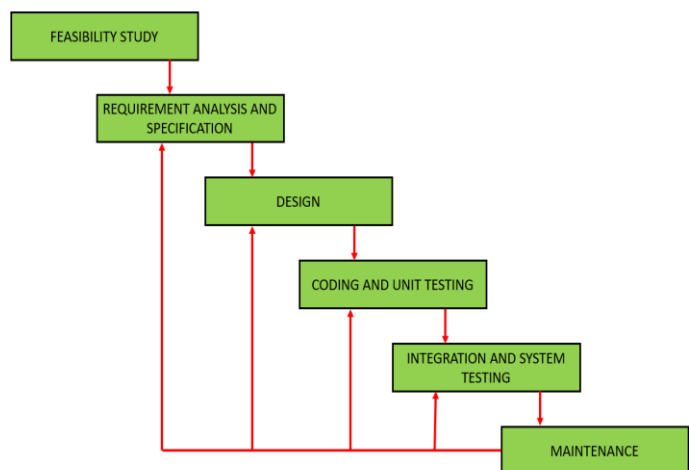 FEASIBILITY STUDY
REQUIREMENT ANALYSIS AND
SPECIFICATION
DESIGN
CODING AND UNIT TESTING
INTEGRATION AND SYSTEM
TESTING
MAINTENANCE